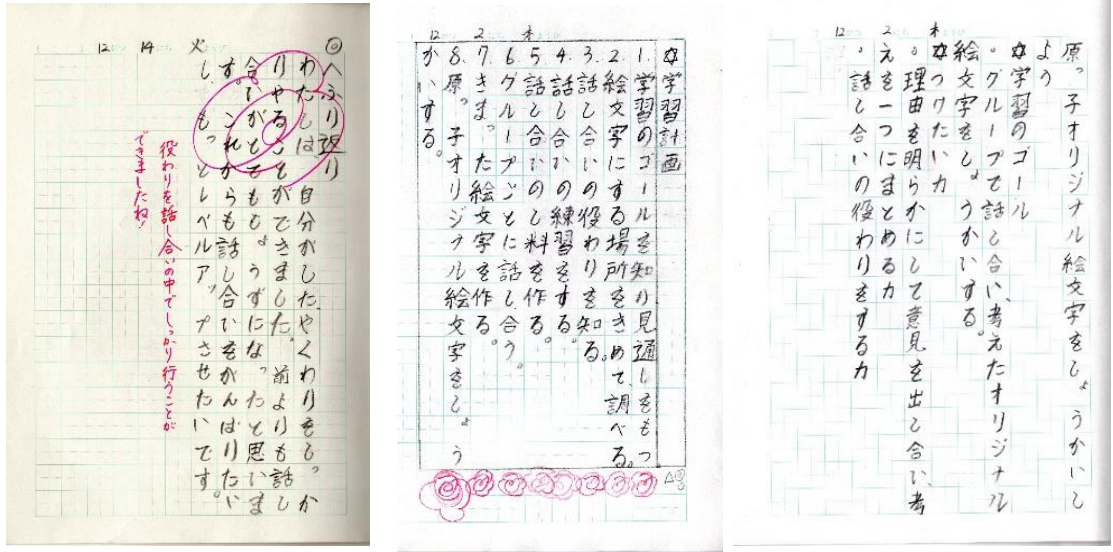 12 2 木
原っ子オリジナル絵文字をしょうかいし
よう
✿学習のゴール
。グループで話し合い、考えたオリジナル
絵文字をしょうかいする。
✿つけたい力
。理由を明らかにして意見を出し合い、考
えを一つにまとめる力
。話し合いの役わりをする力
12 2 木
✿学習計画
1.学習のゴールを知り見通しをもつ
2.絵文字にする場所をきめて、調べる。
3.話し合いの役わりを知る。
4.話し合いの練習をする。
5.話し合いのし料を作る。
6.グループごとに話し合う。
7.きまった絵文字を作る。
8.原っ子オリジナル絵文字をしょう
かいする。
12 14 火
◎
〈ふり返り
わたしは、自分がしたやくわりをしっか
りやることができました。前よりも話し
合いがとてもじょうずになったと思いま
す。これからも話し合いをがんばりたい
し、もっとレベルアップさせたいです。
役わりを話し合いの中でしっかり行うことが
できましたね!